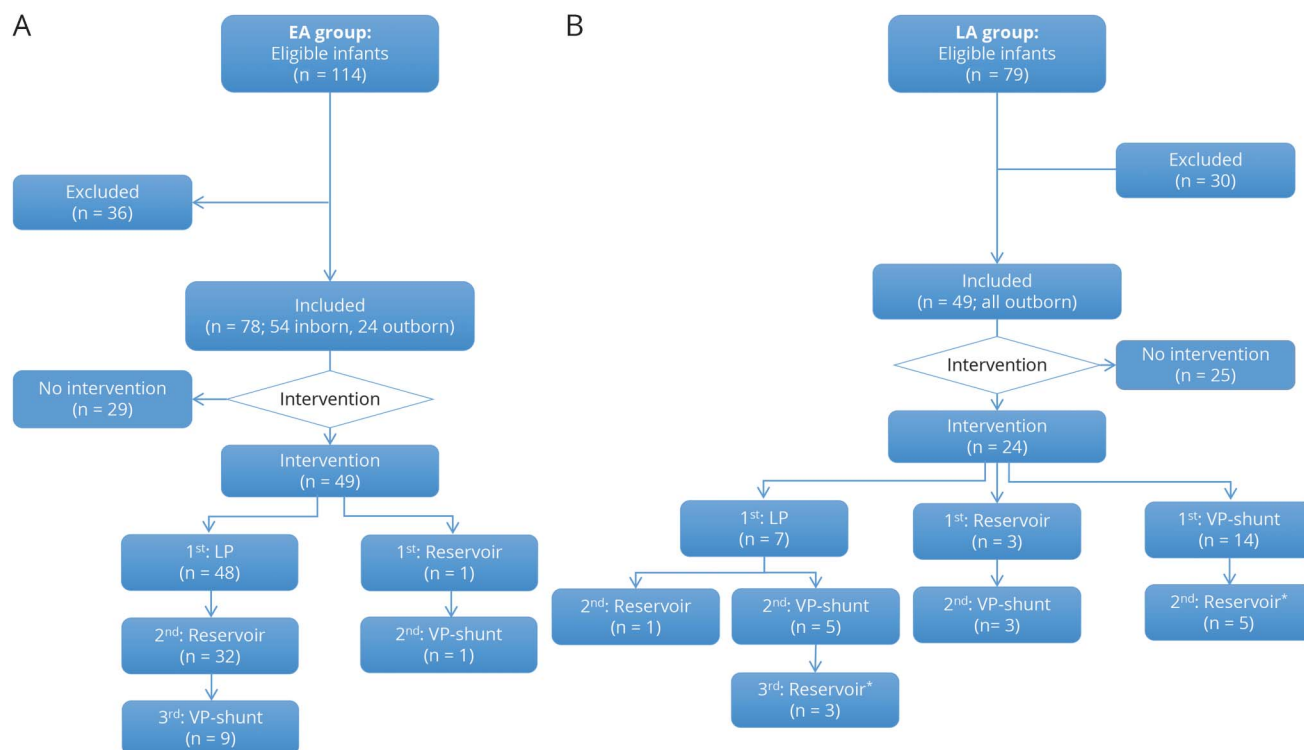 A
EA group:
Eligible infants
(n = 114)
Excluded
(n = 36)
Included
(n = 78; 54 inborn, 24 outborn)
No intervention
(n = 29)
Intervention
Intervention
(n = 49)
1st: LP
(n = 48)
1st: Reservoir
(n = 1)
2nd: Reservoir
(n = 32)
2nd: VP-shunt
(n = 1)
3rd: VP-shunt
(n = 9)
B
LA group:
Eligible infants
(n = 79)
Excluded
(n = 30)
Included
(n = 49; all outborn)
Intervention
No intervention
(n = 25)
Intervention
(n = 24)
1st: LP
(n = 7)
1st: Reservoir
(n = 3)
1st: VP-shunt
(n = 14)
2nd: Reservoir
(n = 1)
2nd: VP-shunt
(n = 5)
2nd: VP-shunt
(n= 3)
2nd: Reservoir*
(n = 5)
3rd: Reservoir*
(n = 3)